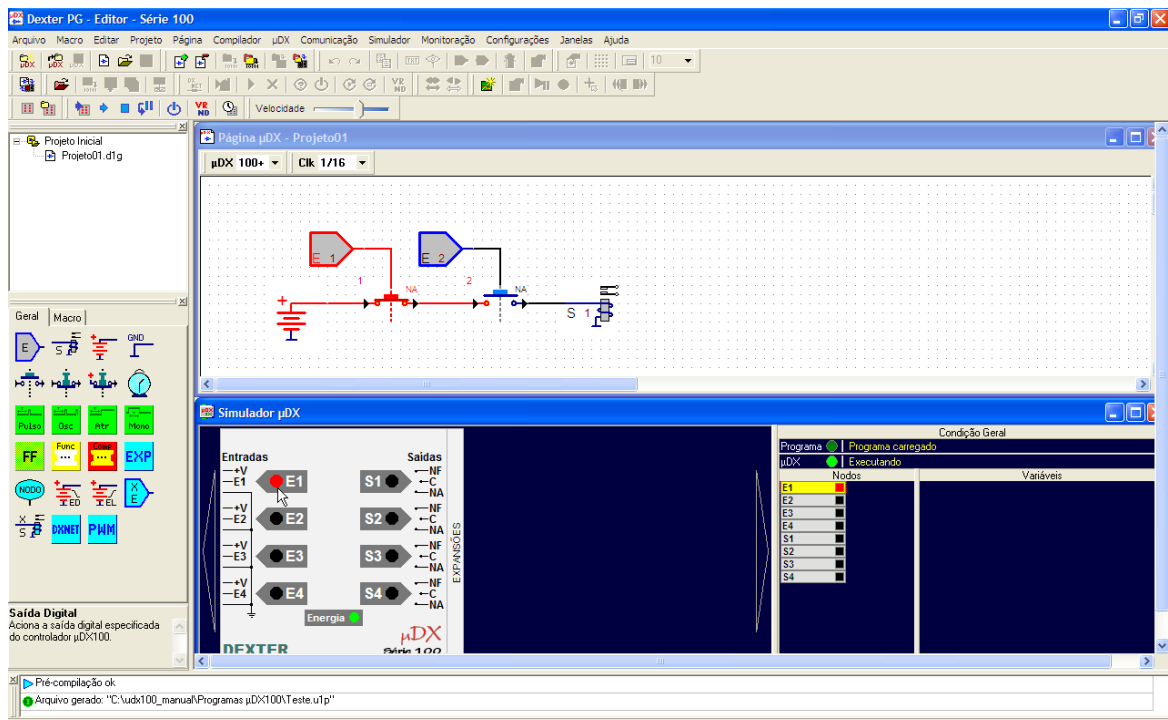 Dexter PG - Editor - Série 100
Arquivo Macro Editar Projeto Página Compilador µDX Comunicação Simulador Monitoração Configurações Janelas Ajuda
10
VR
ND
VR
ND
Velocidade
Projeto Inicial
Projeto01.d1g
Página µDX - Projeto01
µDX 100+
Clk 1/16
E 1
E 2
1
NA
2
NA
S 1
Geral
Macro
E
S
GND
Pulso
Osc
Atr
Mono
FF
Func
Comp
EXP
NODO
TED
TEL
X
E
X
S
DXNET
PWM
Saída Digital
Aciona a saída digital especificada
do controlador µDX100.
Simulador µDX
Entradas
Saídas
+V
E1
E1
S1
NF
C
NA
+V
E2
E2
S2
NF
C
NA
+V
E3
E3
S3
NF
C
NA
+V
E4
E4
S4
NF
C
NA
EXPANSÕES
Energia
µDX
DEXTER
Série 100
Condição Geral
Programa
Programa carregado
µDX
Executando
Nodos
Variáveis
E1
E2
E3
E4
S1
S2
S3
S4
Pré-compilação ok
Arquivo gerado: "C:\udx100_manual\Programas µDX100\Teste.u1p"